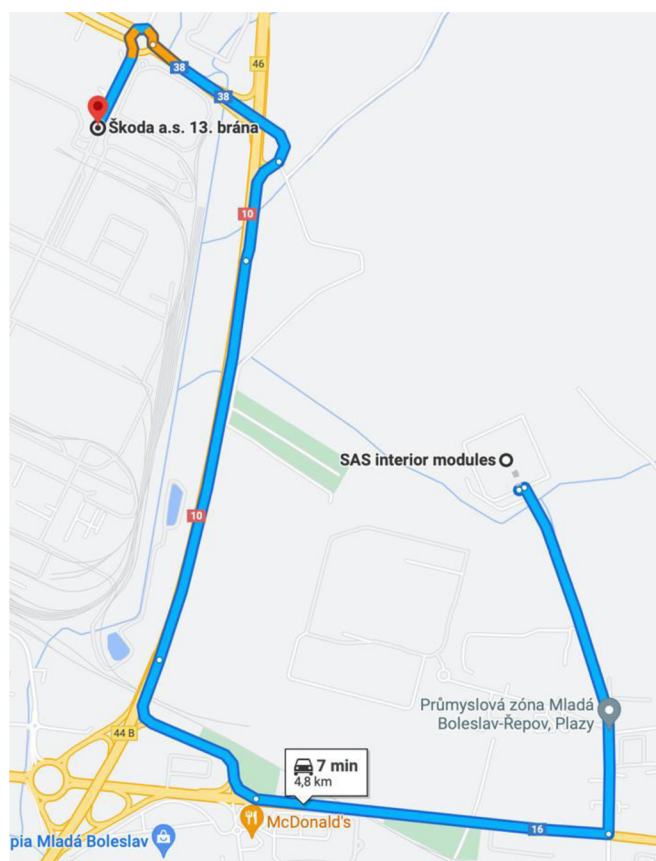 46
38
38
Škoda a.s. 13. brána
10
SAS interior modules
10
Průmyslová zóna Mladá
Boleslav-Řepov, Plazy
44 B
7 min
4,8 km
16
McDonald's
pia Mladá Boleslav